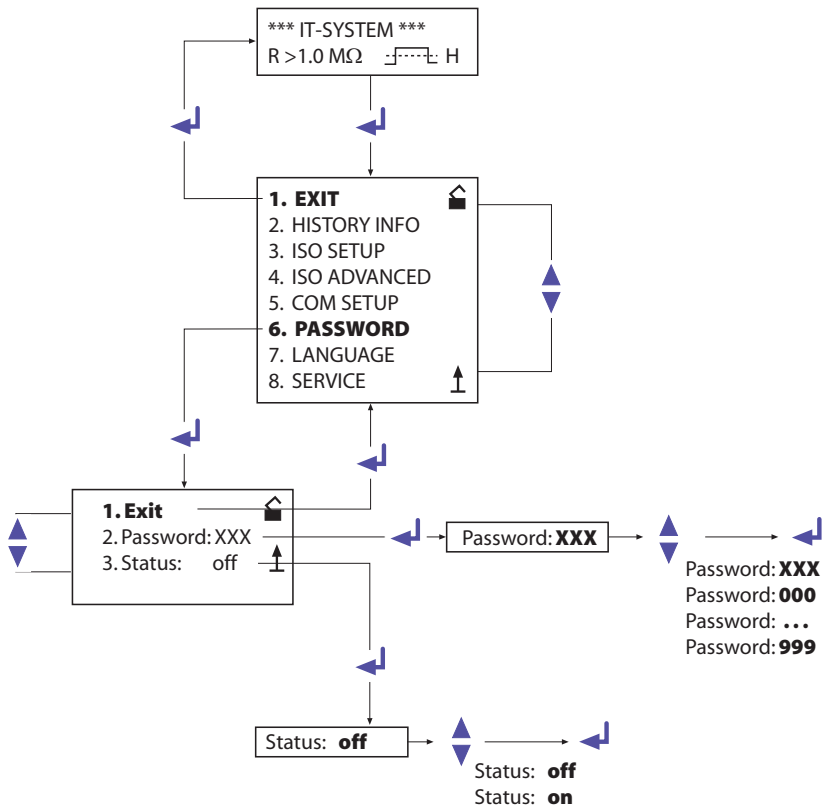 *** IT-SYSTEM ***
R >1.0 MΩ H
1. EXIT
2. HISTORY INFO
3. ISO SETUP
4. ISO ADVANCED
5. COM SETUP
6. PASSWORD
7. LANGUAGE
8. SERVICE
1. Exit
2. Password: XXX
3. Status: off
Password: XXX
Password: XXX
Password: 000
Password: ...
Password: 999
Status: off
Status: off
Status: on